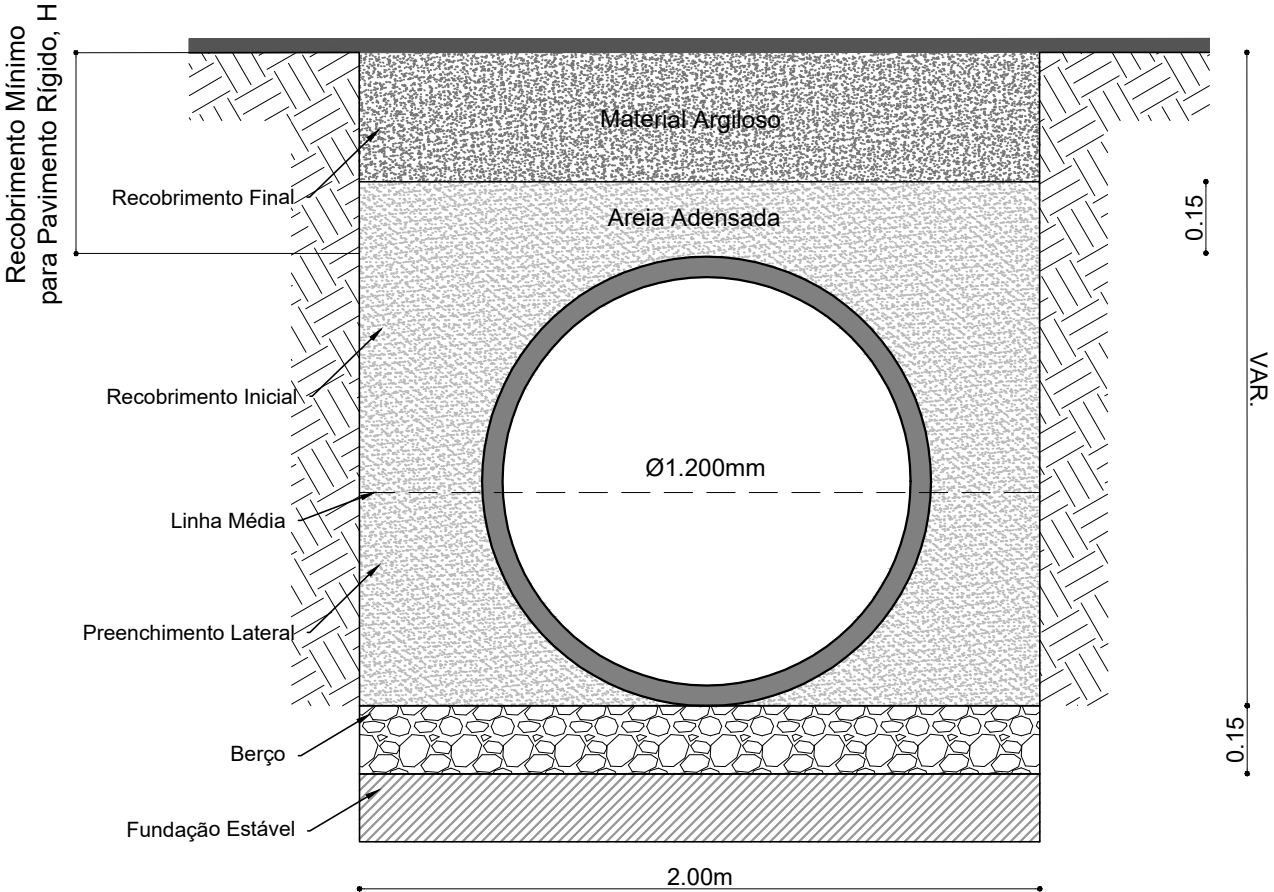 Recobrimento Mínimo
para Pavimento Rígido, H
Material Argiloso
Recobrimento Final
Areia Adensada
0.15
Recobrimento Inicial
VAR.
Ø1.200mm
Linha Média
Preenchimento Lateral
Berço
0.15
Fundação Estável
2.00m